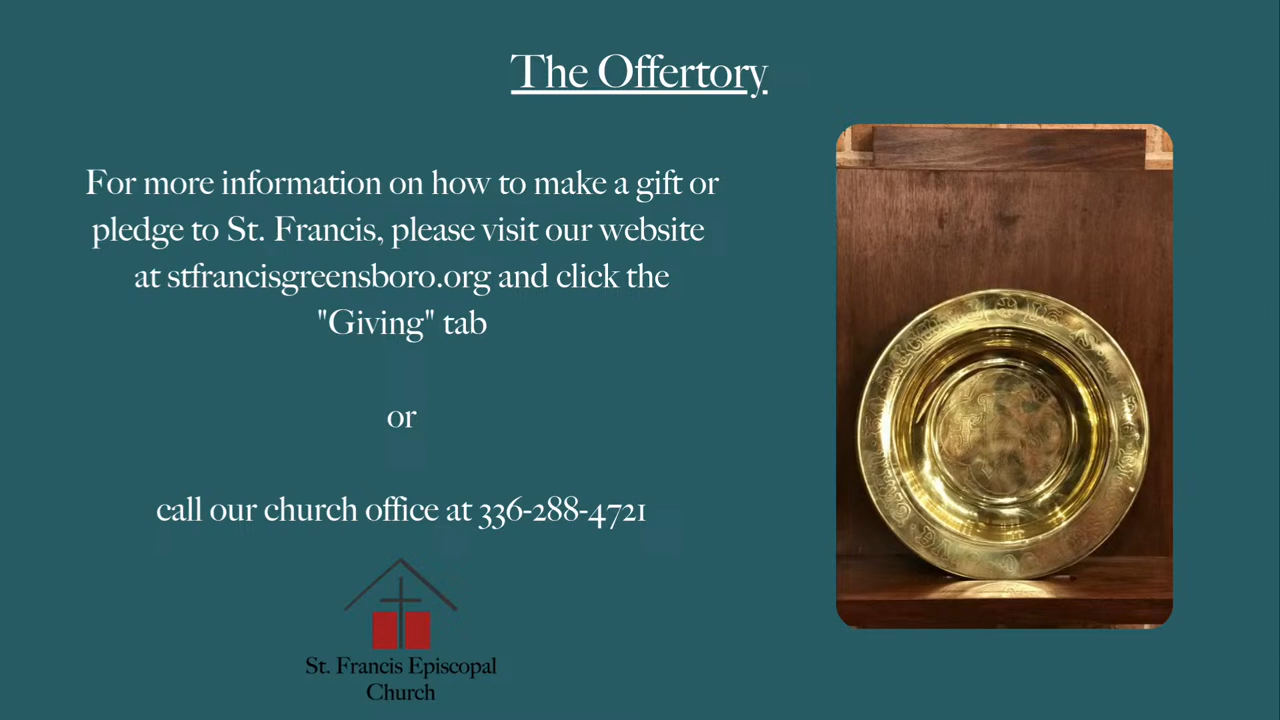 The Offertory
For more information on how to make a gift or
pledge to St. Francis, please visit our website
at stfrancisgreensboro.org and click the
"Giving" tab
or
call our church office at 336-288-4721
St. Francis Episcopal
Church